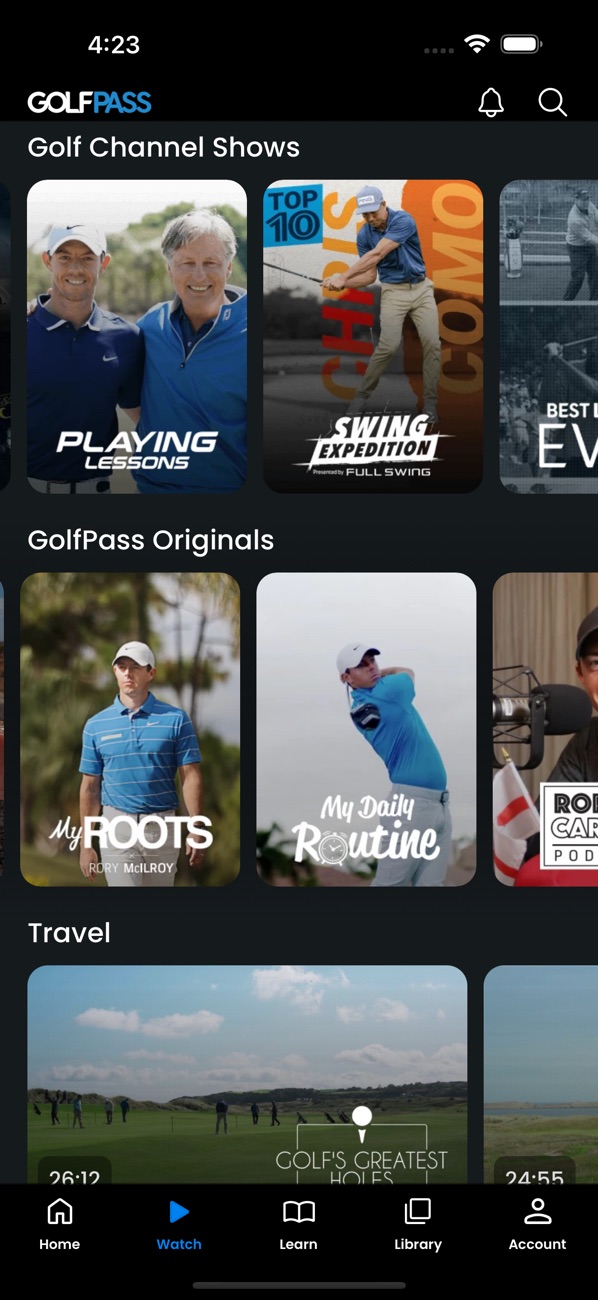 4:23
GOLFPASS
Golf Channel Shows
PLAYING
LESSONS
TOP
10
CHRIS
COMO
SWING
EXPEDITION
Presented by FULL SWING
BEST
GolfPass Originals
My ROOTS
RORY McILROY
My Daily
Routine
Travel
GOLF'S GREATEST
HOLES
26:12
24:55
Home
Watch
Learn
Library
Account